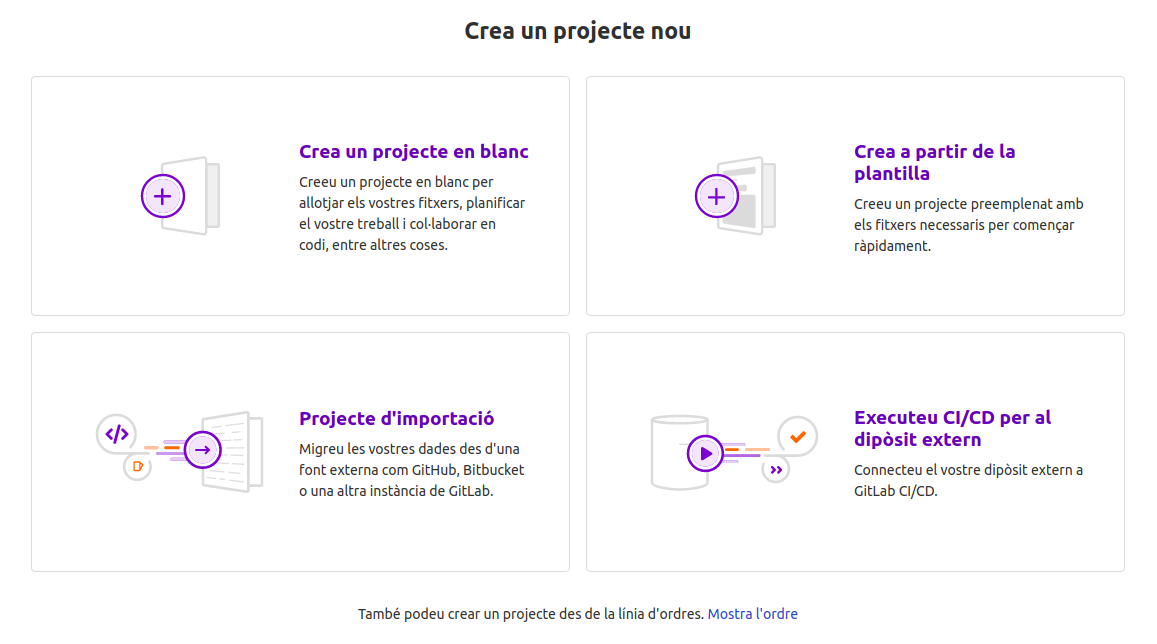 Crea un projecte nou
Crea un projecte en blanc
Creeu un projecte en blanc per
allotjar els vostres fitxers, planificar
el vostre treball i col·laborar en
codi, entre altres coses.
Crea a partir de la
plantilla
Creeu un projecte preemplenat amb
els fitxers necessaris per començar
ràpidament.
Projecte d'importació
Migreu les vostres dades des d'una
font externa com GitHub, Bitbucket
o una altra instància de GitLab.
Executeu CI/CD per al
dipòsit extern
Connecteu el vostre dipòsit extern a
GitLab CI/CD.
També podeu crear un projecte des de la línia d'ordres. Mostra l'ordre